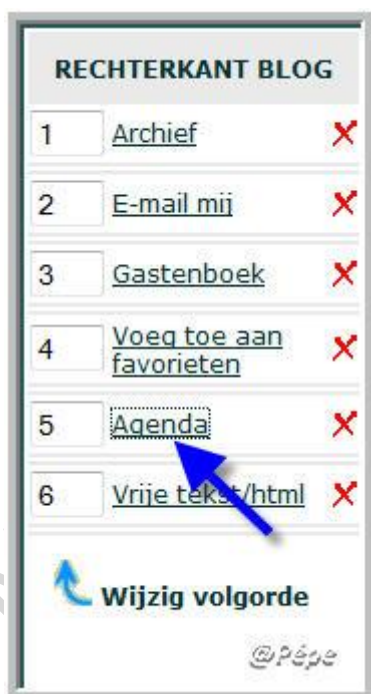 RECHTERKANT BLOG
1 Archief
2 E-mail mij
3 Gastenboek
4 Voeg toe aan
favorieten
5 Agenda
6 Vrije tekst/html
Wijzig volgorde
@Pépe